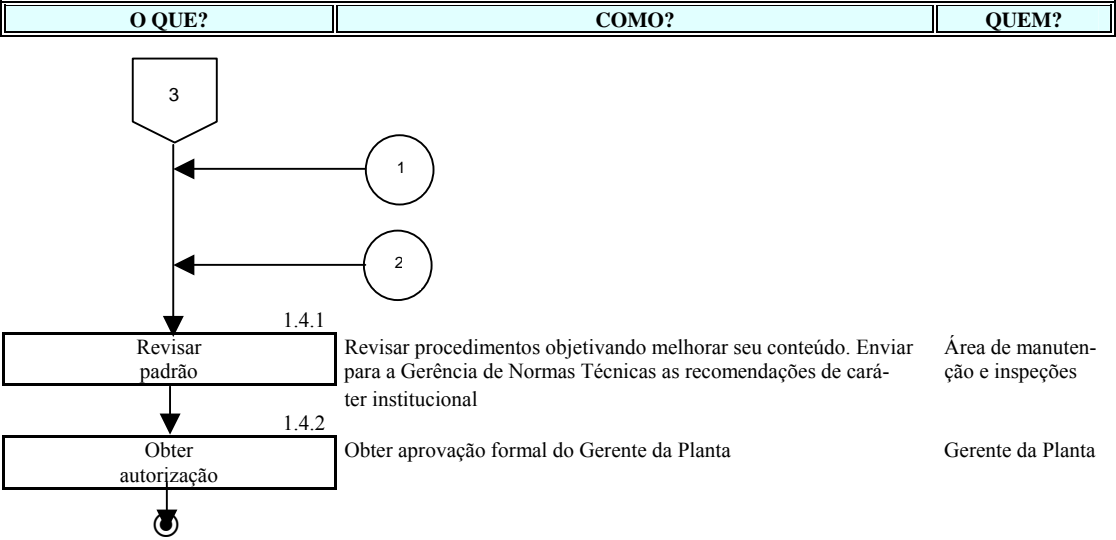 O QUE? COMO? QUEM?
3
1
2
1.4.1
Revisar
padrão
Revisar procedimentos objetivando melhorar seu conteúdo. Enviar
para a Gerência de Normas Técnicas as recomendações de cará-
ter institucional
Área de manuten-
ção e inspeções
1.4.2
Obter
autorização
Obter aprovação formal do Gerente da Planta
Gerente da Planta